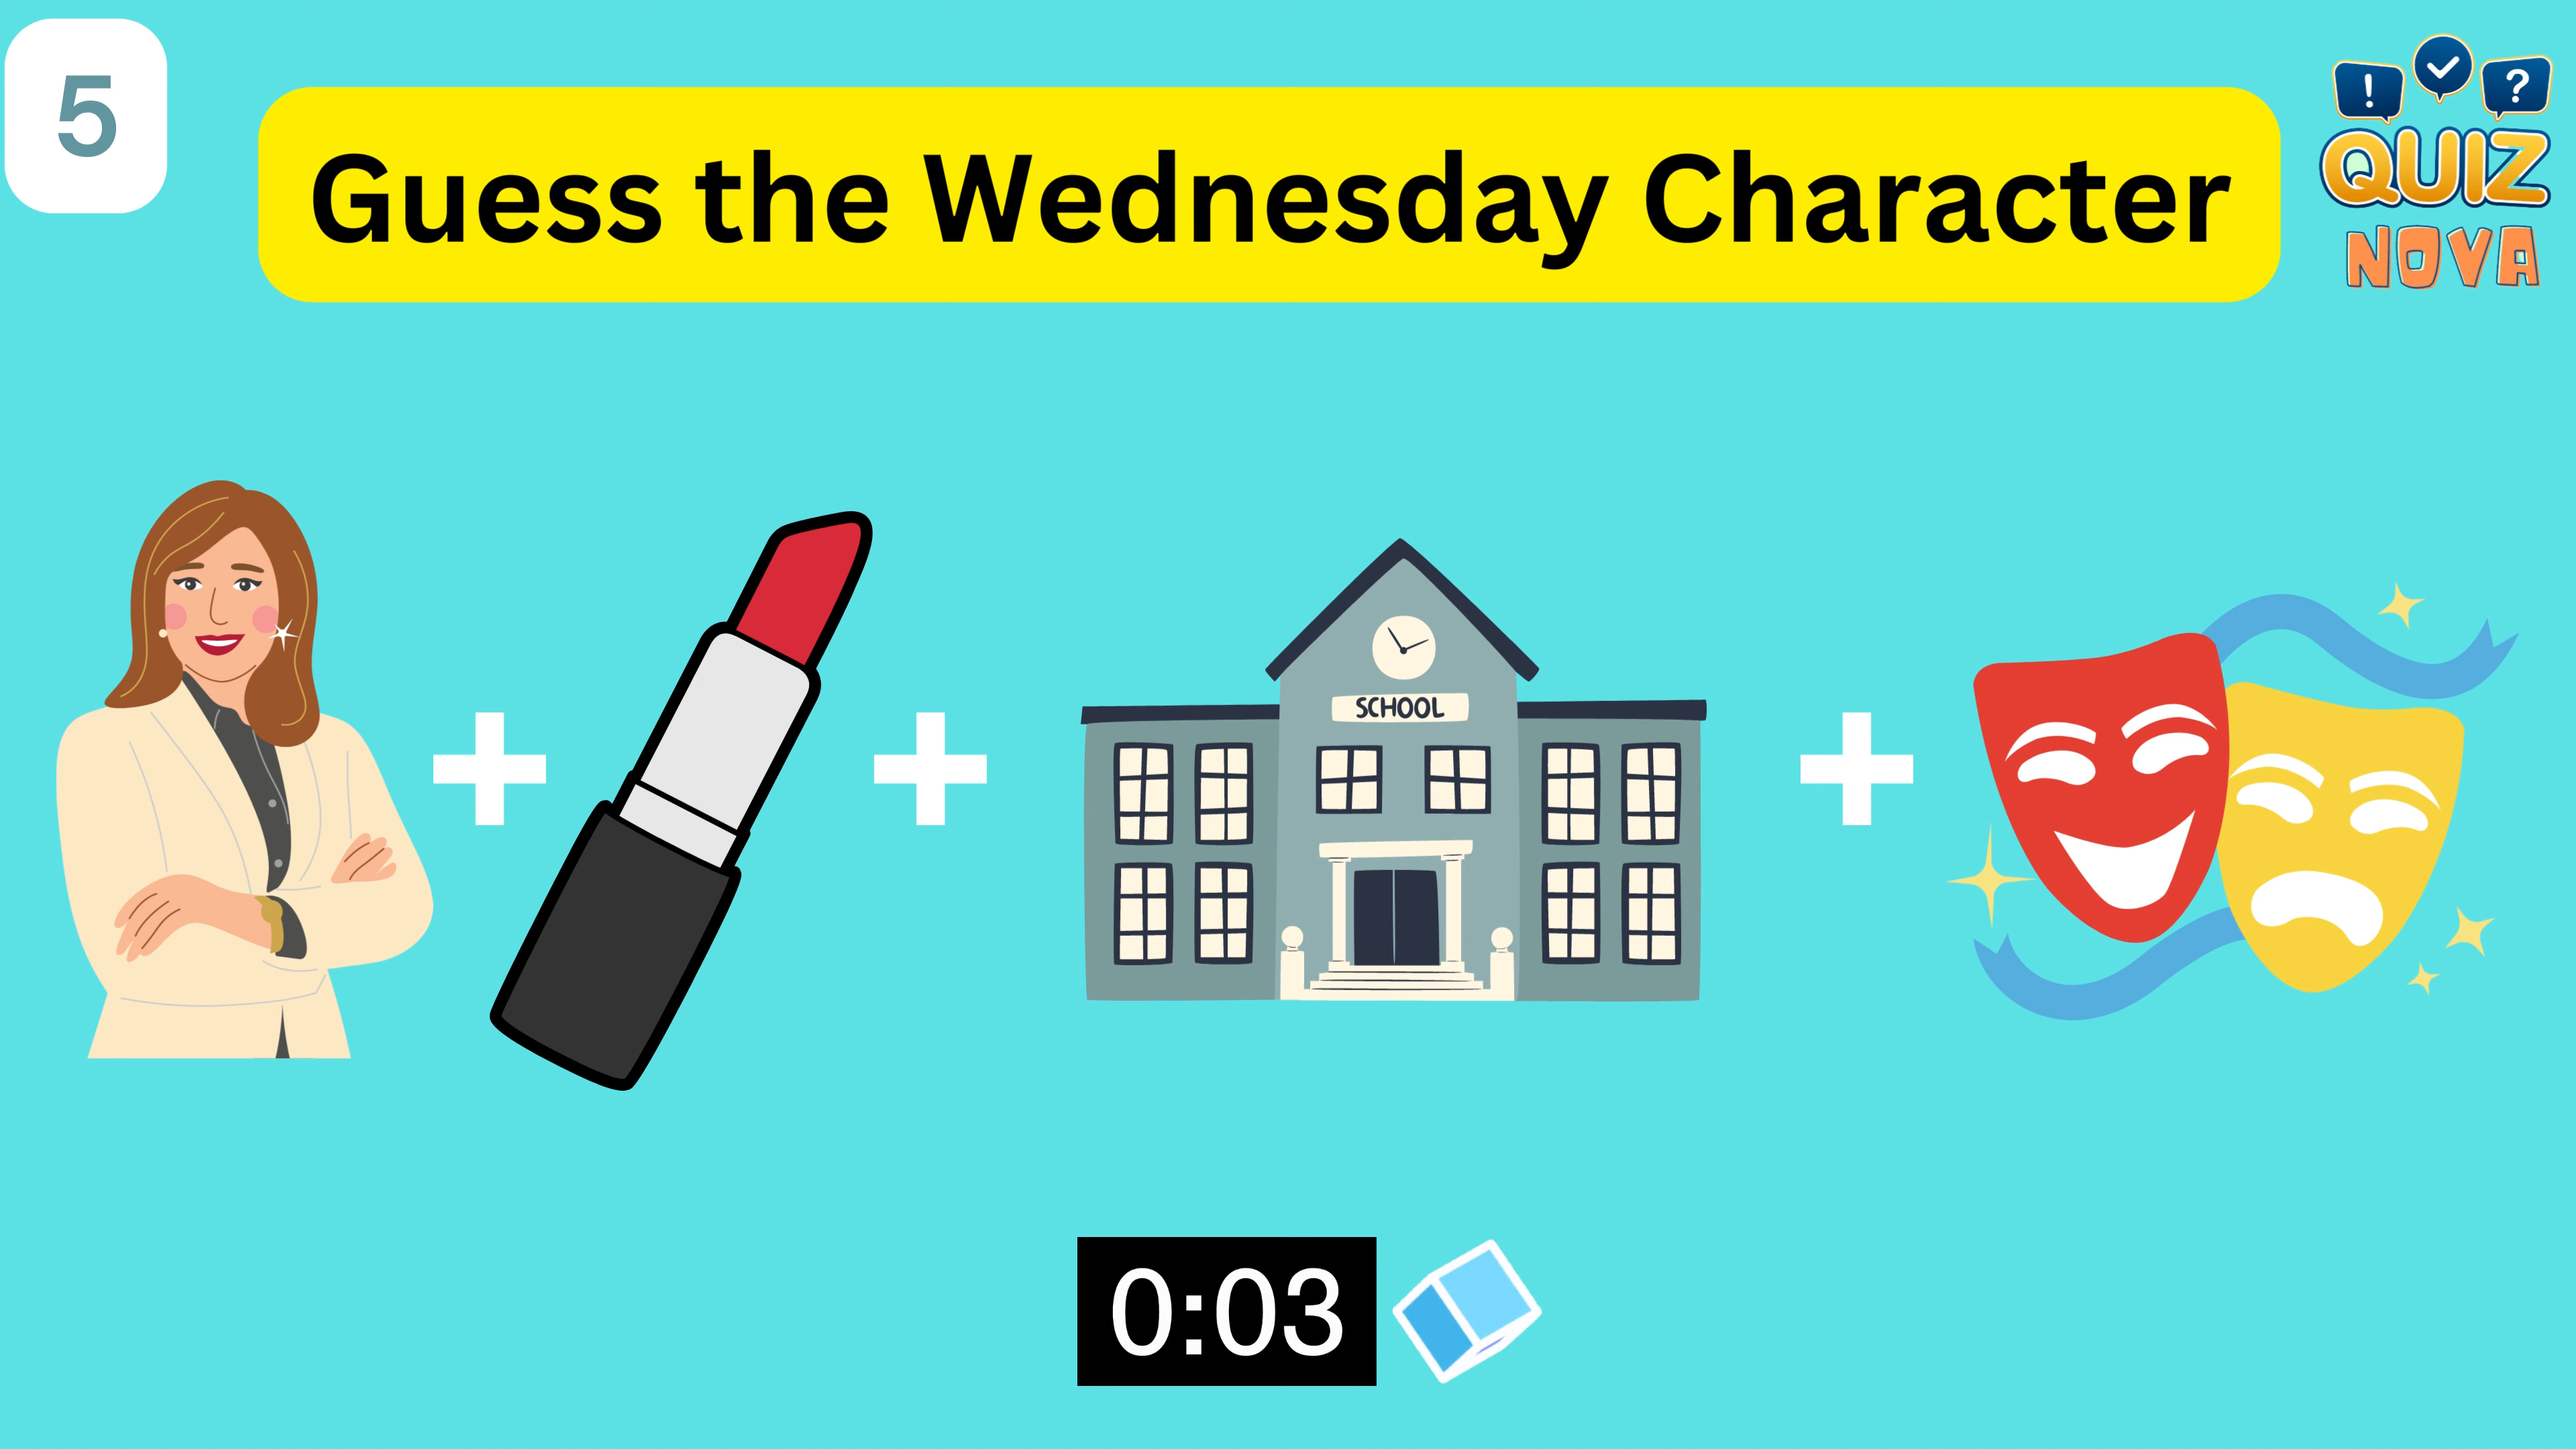 5
Guess the Wednesday Character
! ?
QUIZ
NOVA
SCHOOL
0:03